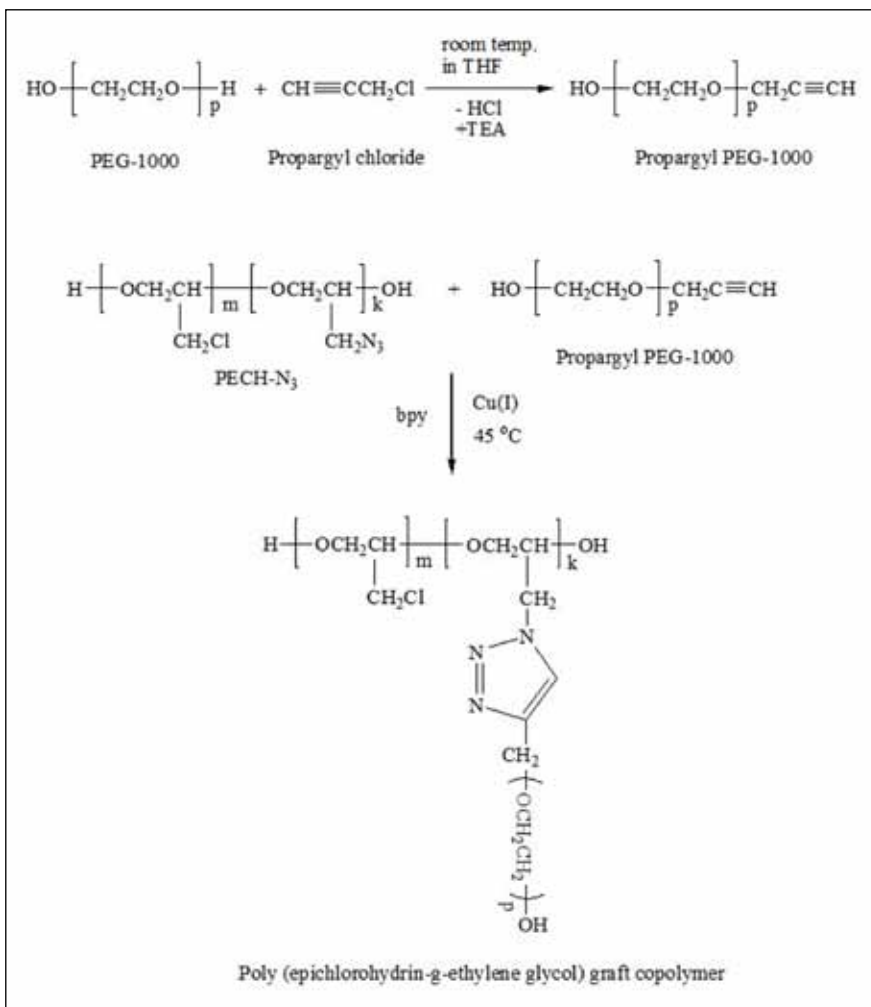 room temp.
in THF
HO [ CH₂CH₂O ]p H + CH≡CCH₂Cl HO [ CH₂CH₂O ]p CH₂C≡CH
- HCl
+TEA
PEG-1000 Propargyl chloride Propargyl PEG-1000
H [ OCH₂CH ]m [ OCH₂CH ]k OH + HO [ CH₂CH₂O ]p CH₂C≡CH
CH₂Cl CH₂N₃
PECH-N₃ Propargyl PEG-1000
bpy Cu(I)
45 °C
H [ OCH₂CH ]m [ OCH₂CH ]k OH
CH₂Cl CH₂
N
N
N
CH₂
( OCH₂CH₂ )p
OH
Poly (epichlorohydrin-g-ethylene glycol) graft copolymer